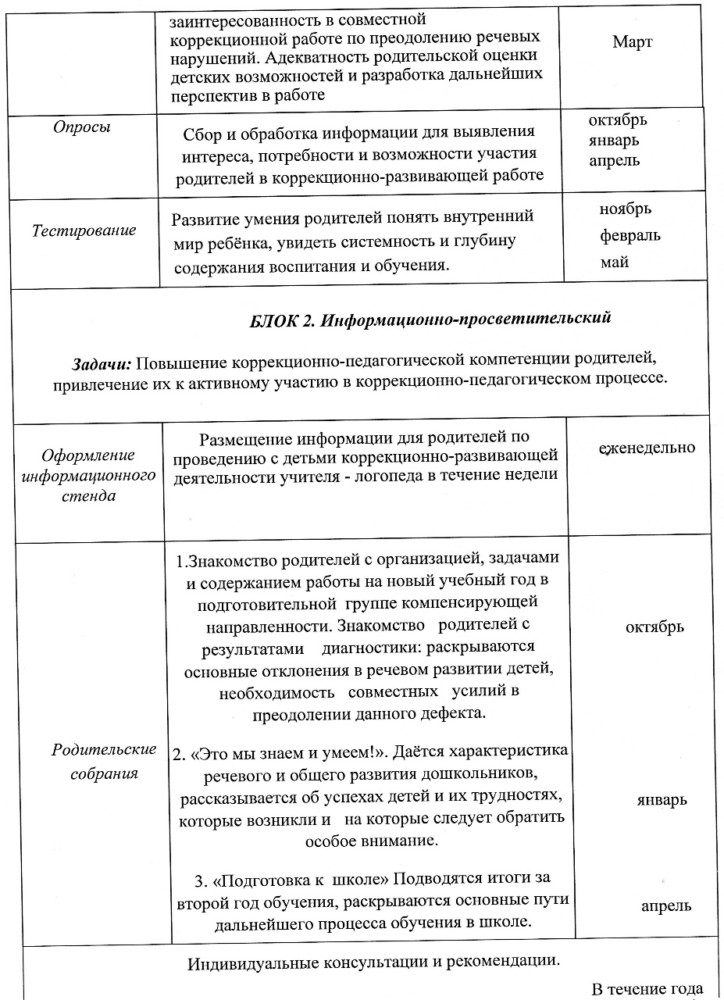 заинтересованность в совместной
коррекционной работе по преодолению речевых
нарушений. Адекватность родительской оценки
детских возможностей и разработка дальнейших
перспектив в работе
Март
Опросы
Сбор и обработка информации для выявления
интереса, потребности и возможности участия
родителей в коррекционно-развивающей работе
октябрь
январь
апрель
Тестирование
Развитие умения родителей понять внутренний
мир ребёнка, увидеть системность и глубину
содержания воспитания и обучения.
ноябрь
февраль
май
БЛОК 2. Информационно-просветительский
Задачи: Повышение коррекционно-педагогической компетенции родителей,
привлечение их к активному участию в коррекционно-педагогическом процессе.
Оформление
информационного
стенда
Размещение информации для родителей по
проведению с детьми коррекционно-развивающей
деятельности учителя - логопеда в течение недели
еженедельно
Родительские
собрания
1.Знакомство родителей с организацией, задачами
и содержанием работы на новый учебный год в
подготовительной группе компенсирующей
направленности. Знакомство родителей с
результатами диагностики: раскрываются
основные отклонения в речевом развитии детей,
необходимость совместных усилий в
преодолении данного дефекта.
октябрь
2. «Это мы знаем и умеем!». Даётся характеристика
речевого и общего развития дошкольников,
рассказывается об успехах детей и их трудностях,
которые возникли и на которые следует обратить
особое внимание.
январь
3. «Подготовка к школе» Подводятся итоги за
второй год обучения, раскрываются основные пути
дальнейшего процесса обучения в школе.
апрель
Индивидуальные консультации и рекомендации.
В течение года